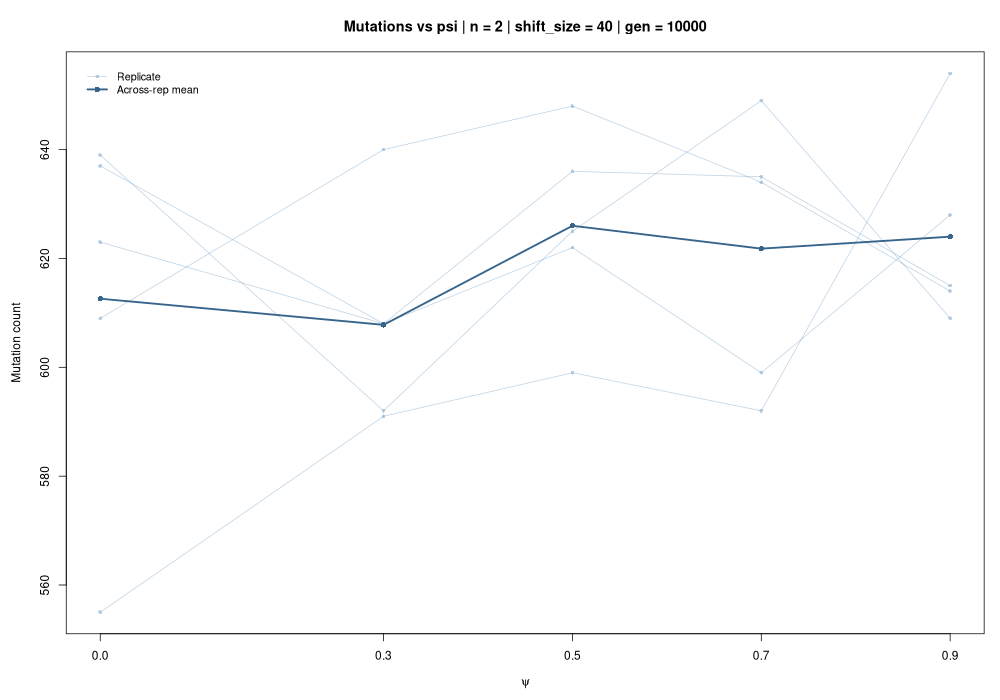 Mutations vs psi | n = 2 | shift_size = 40 | gen = 10000
Replicate
Across-rep mean
Mutation count
640
620
600
580
560
0.0 0.3 0.5 0.7 0.9
ψ